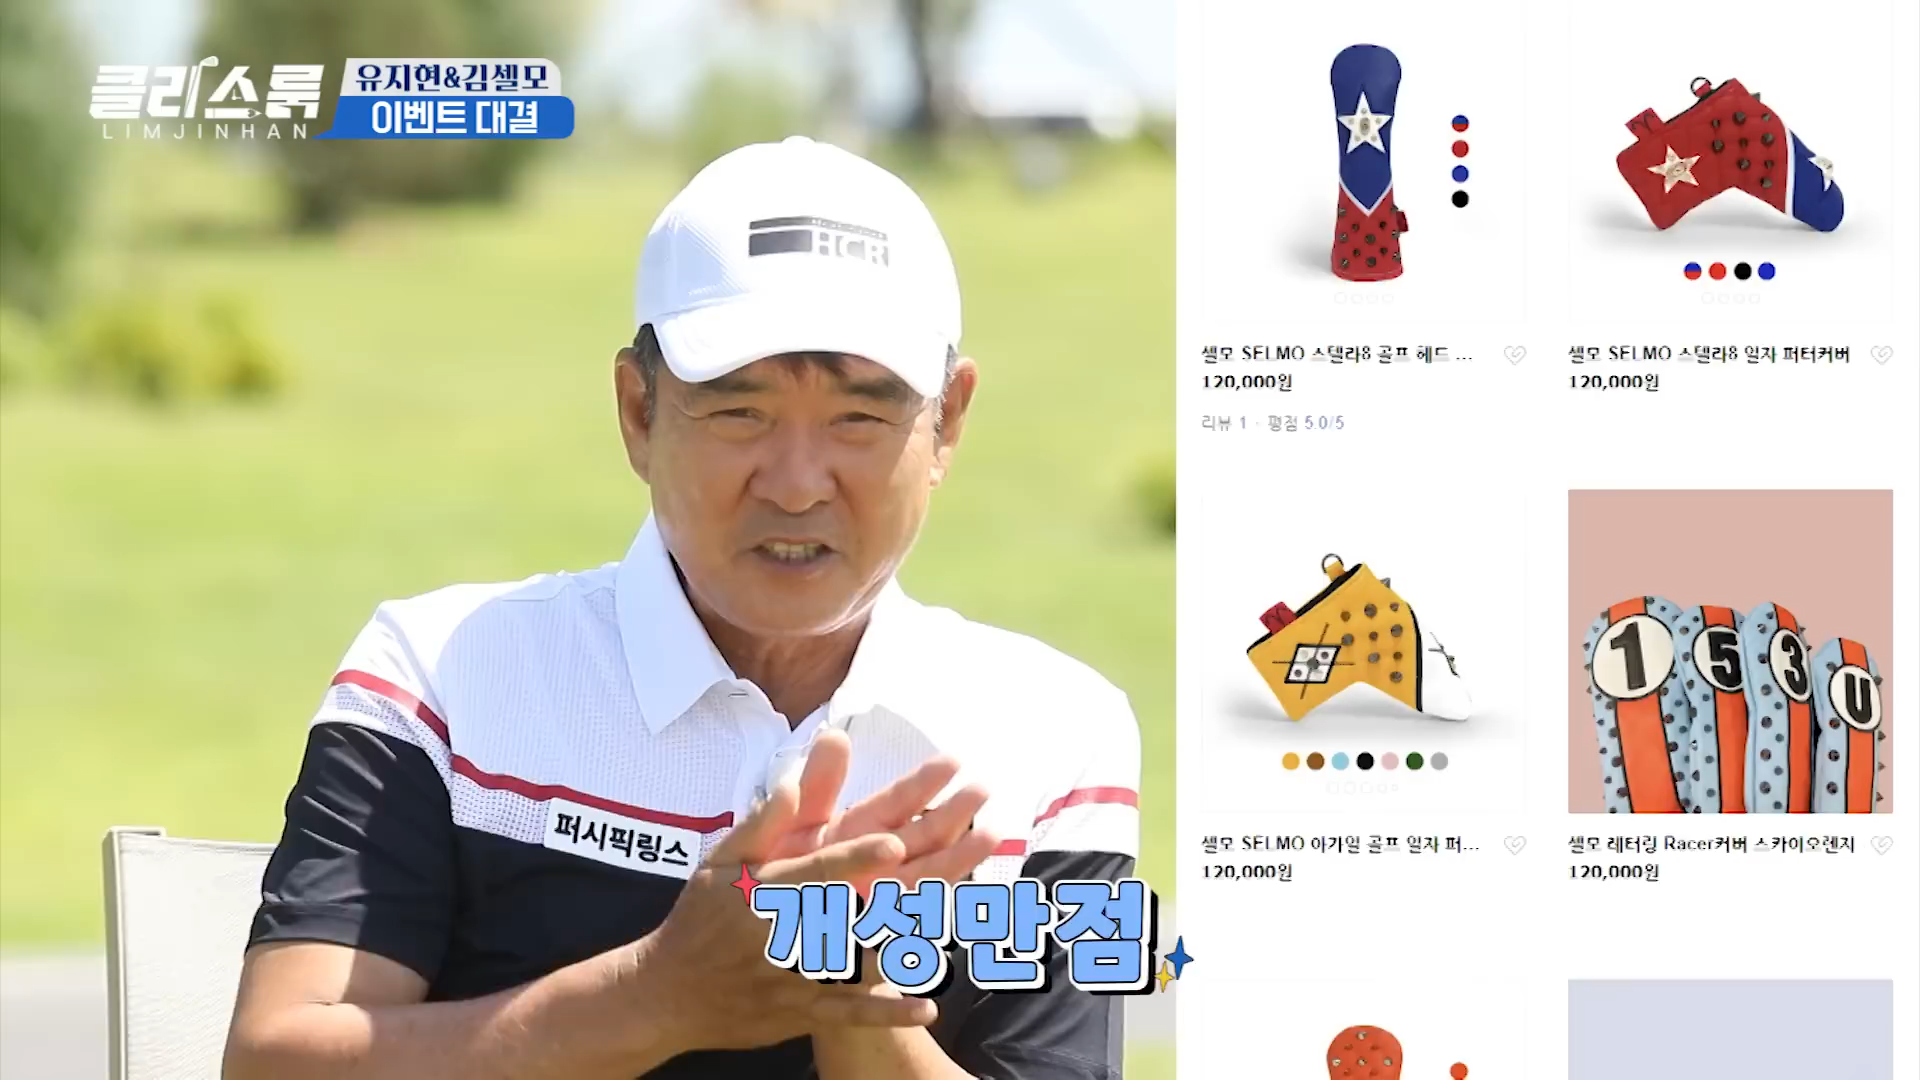 클라스룸
LIMJINHAN
유지현&김셀모
이벤트 대결
HCR
퍼시픽링스
개성만점
셀모 SELMO 스텔라8 골프 헤드 ...
120,000원
리뷰 1 · 평점 5.0/5
셀모 SELMO 스텔라8 일자 퍼터커버
120,000원
셀모 SELMO 아가일 골프 일자 퍼...
120,000원
1 5 3 U
셀모 레터링 Racer커버 스카이오렌지
120,000원